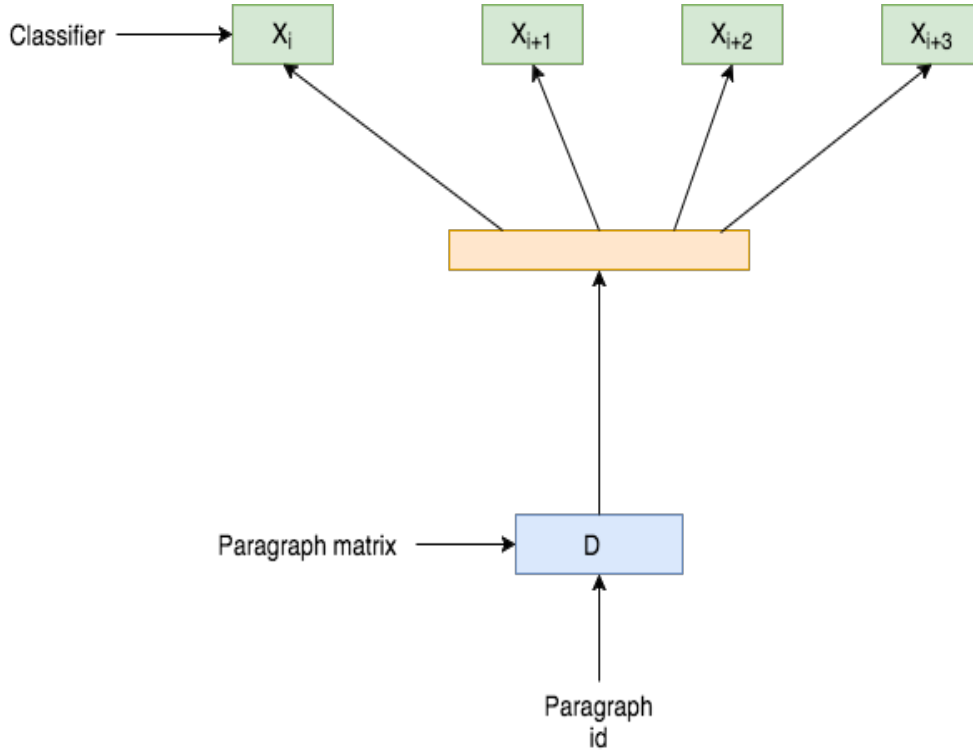 Classifier
Xi
Xi+1
Xi+2
Xi+3
Paragraph matrix
D
Paragraph
id